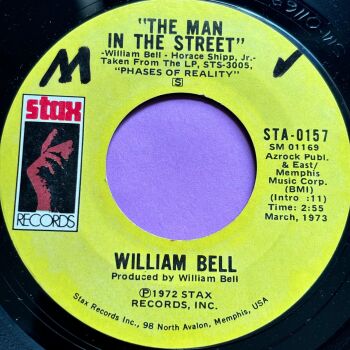 "THE MAN
IN THE STREET"
-William Bell - Horace Shipp, Jr.-
Taken From The LP, STS-3005,
"PHASES OF REALITY"
S
M
stax
RECORDS
STA-0157
SM 01169
Azrock Publ.
& East/
Memphis
Music Corp.
(BMI)
(Intro :11)
Time: 2:55
March, 1973
WILLIAM BELL
Produced by William Bell
Ⓟ1972 STAX
RECORDS, INC.
Stax Records Inc., 98 North Avalon, Memphis, USA